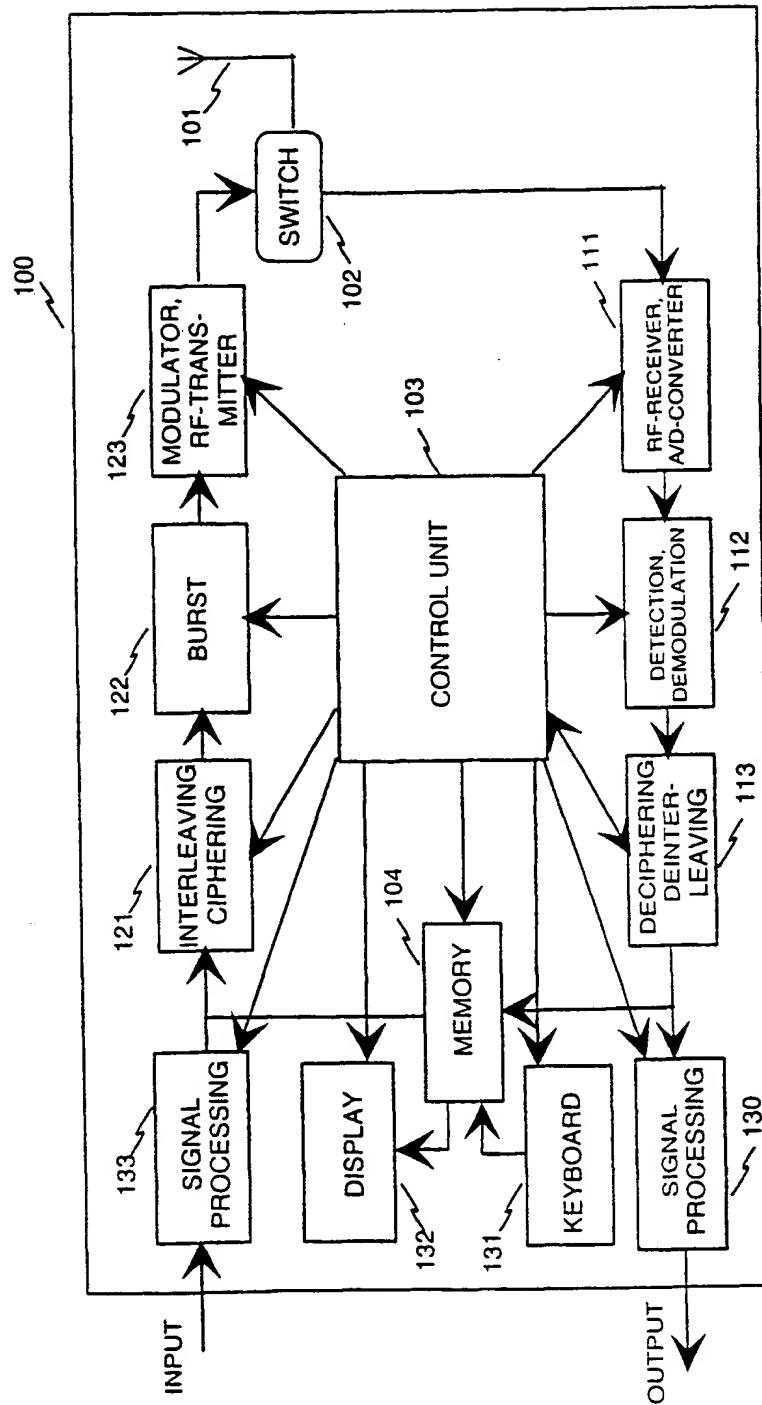 100
INPUT
133
SIGNAL
PROCESSING
121
INTERLEAVING
CIPHERING
122
BURST
123
MODULATOR,
RF-TRANS-
MITTER
101
SWITCH
102
DISPLAY
132
104
MEMORY
103
CONTROL UNIT
131
KEYBOARD
OUTPUT
SIGNAL
PROCESSING
130
DECIPHERING
DEINTER-
LEAVING
113
DETECTION,
DEMODULATION
112
111
RF-RECEIVER,
A/D-CONVERTER